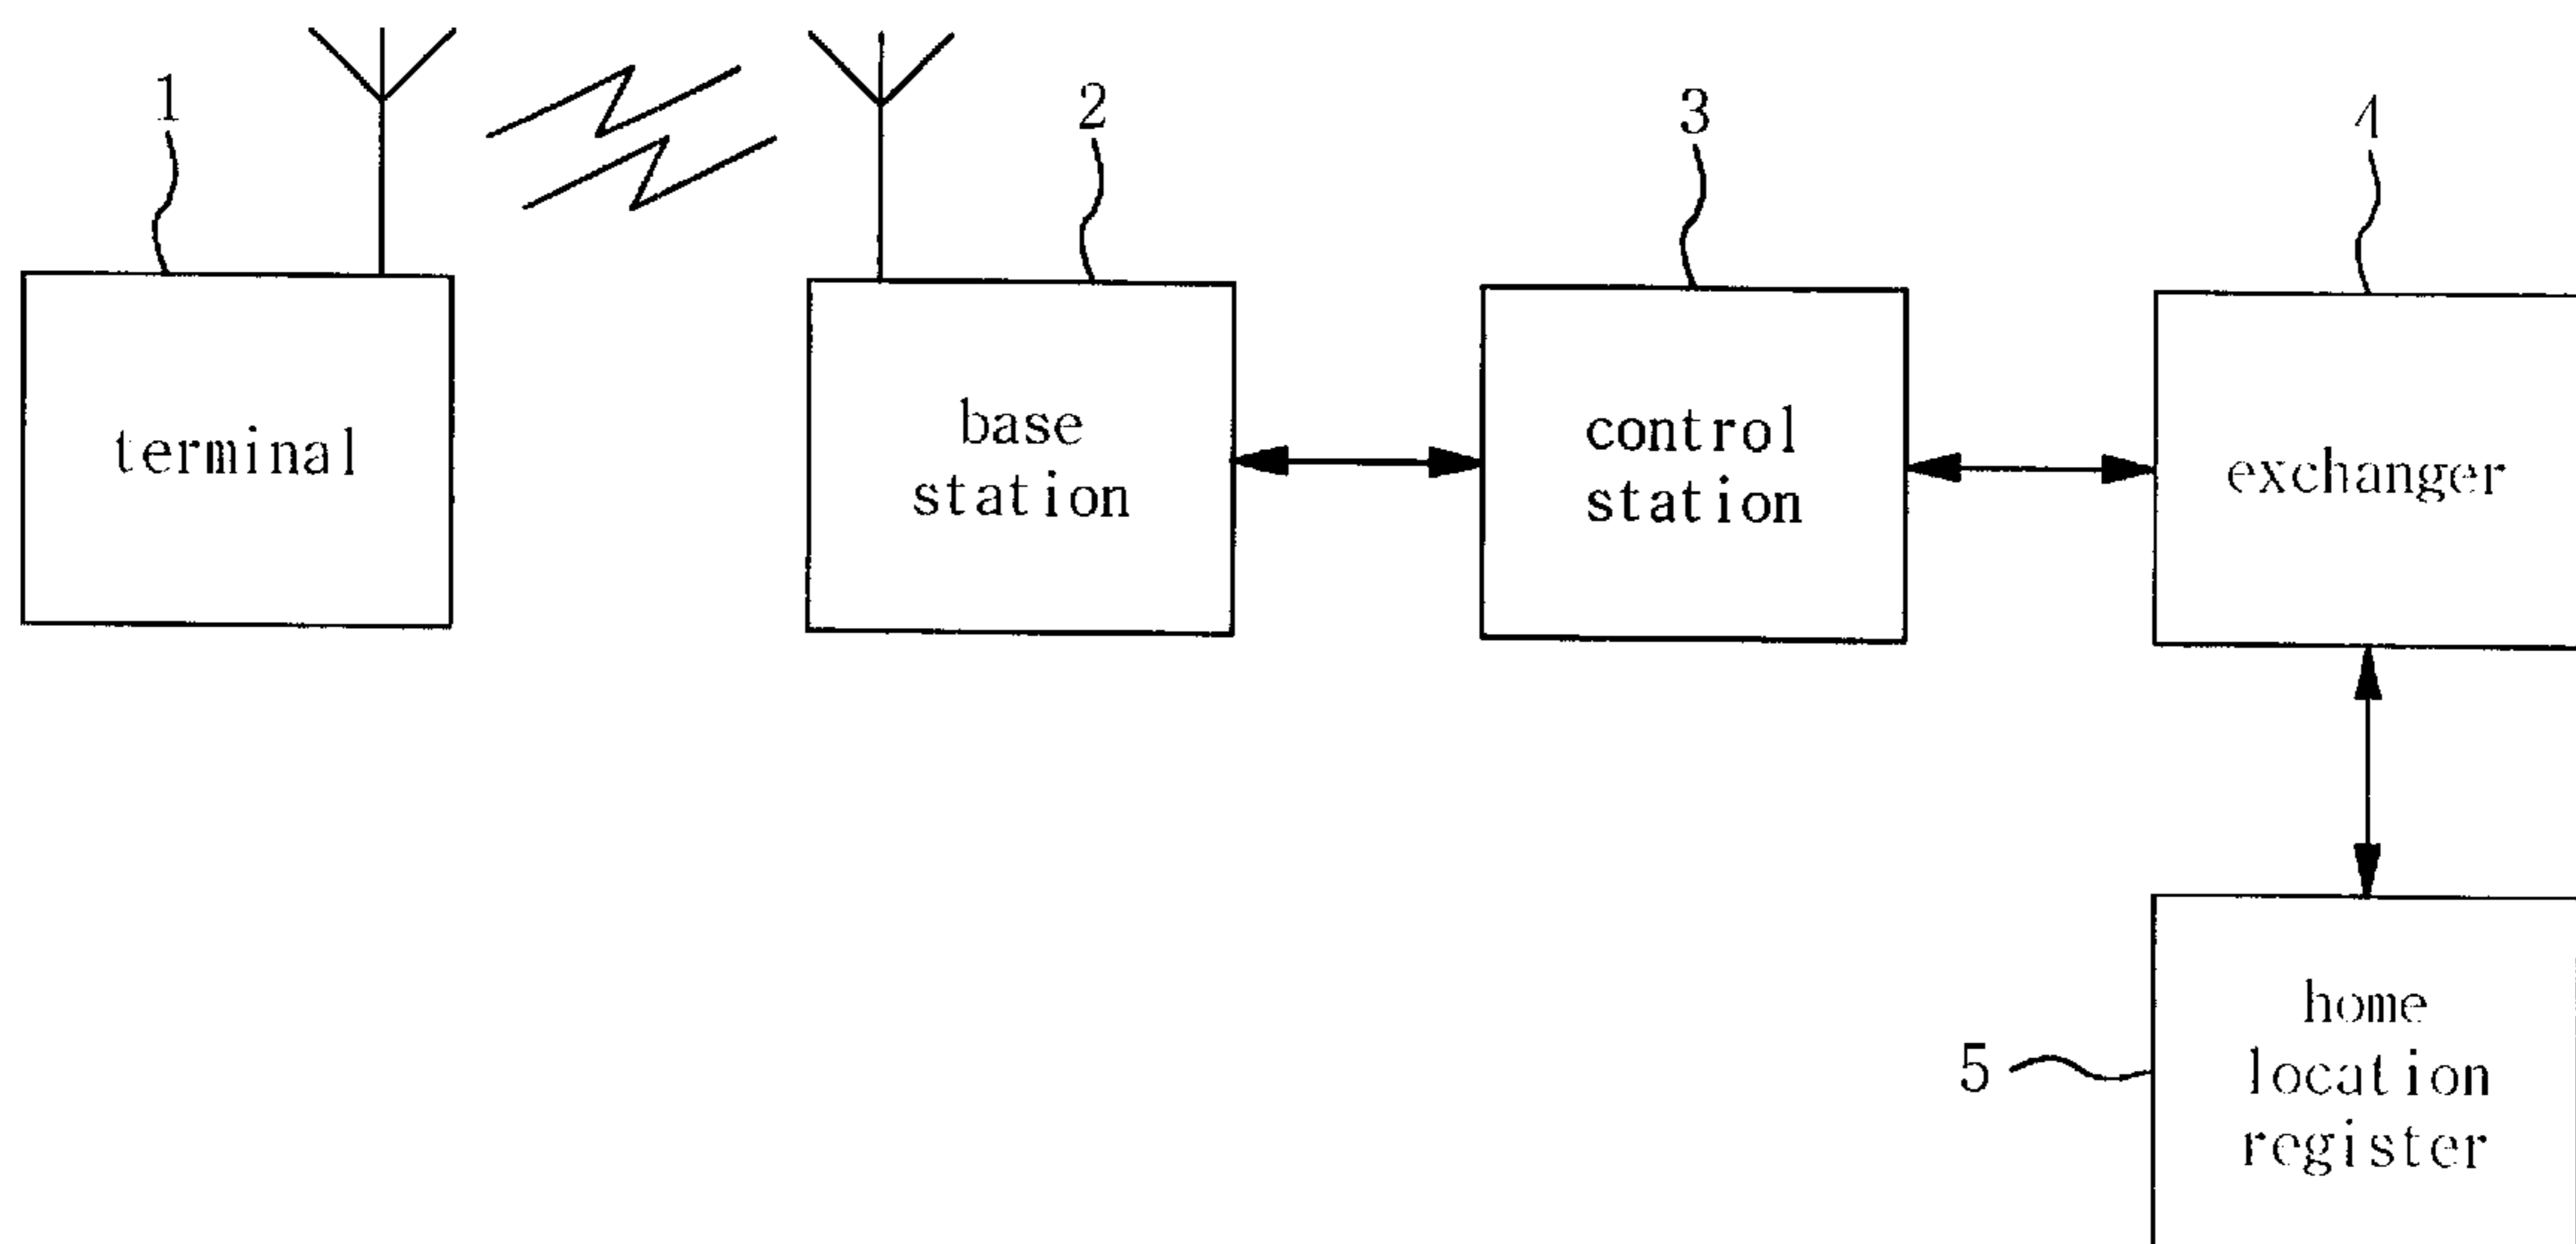 1
2
3
4
terminal
base
station
control
station
exchanger
5
home
location
register